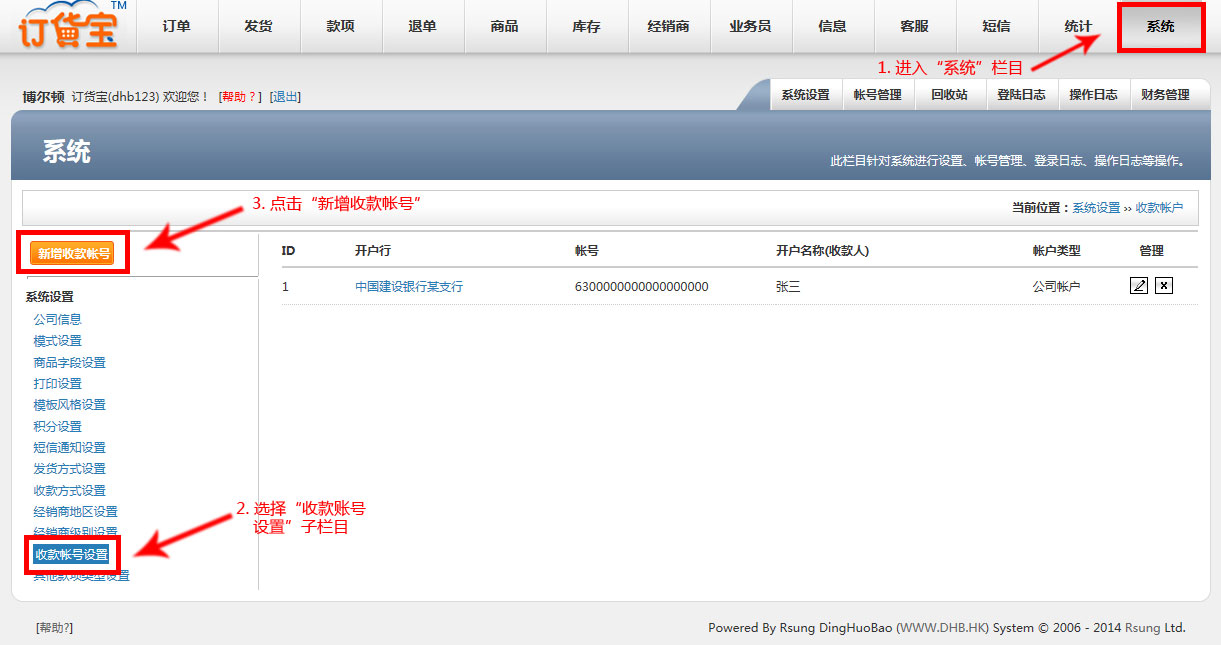 订货宝 TM
订单 发货 款项 退单 商品 库存 经销商 业务员 信息 客服 短信 统计 系统
1. 进入“系统”栏目
博尔顿 订货宝(dhb123) 欢迎您！ [帮助？] [退出]
系统设置 帐号管理 回收站 登陆日志 操作日志 财务管理
系统
此栏目针对系统进行设置、帐号管理、登录日志、操作日志等操作。
3. 点击“新增收款帐号”
当前位置：系统设置 ›› 收款帐户
新增收款帐号
ID 开户行 帐号 开户名称(收款人) 帐户类型 管理
1 中国建设银行某支行 6300000000000000000 张三 公司帐户
系统设置
公司信息
模式设置
商品字段设置
打印设置
模板风格设置
积分设置
短信通知设置
发货方式设置
收款方式设置
经销商地区设置
经销商级别设置
收款帐号设置
其他款项类型设置
2. 选择“收款账号
设置”子栏目
[帮助?]
Powered By Rsung DingHuoBao (WWW.DHB.HK) System © 2006 - 2014 Rsung Ltd.